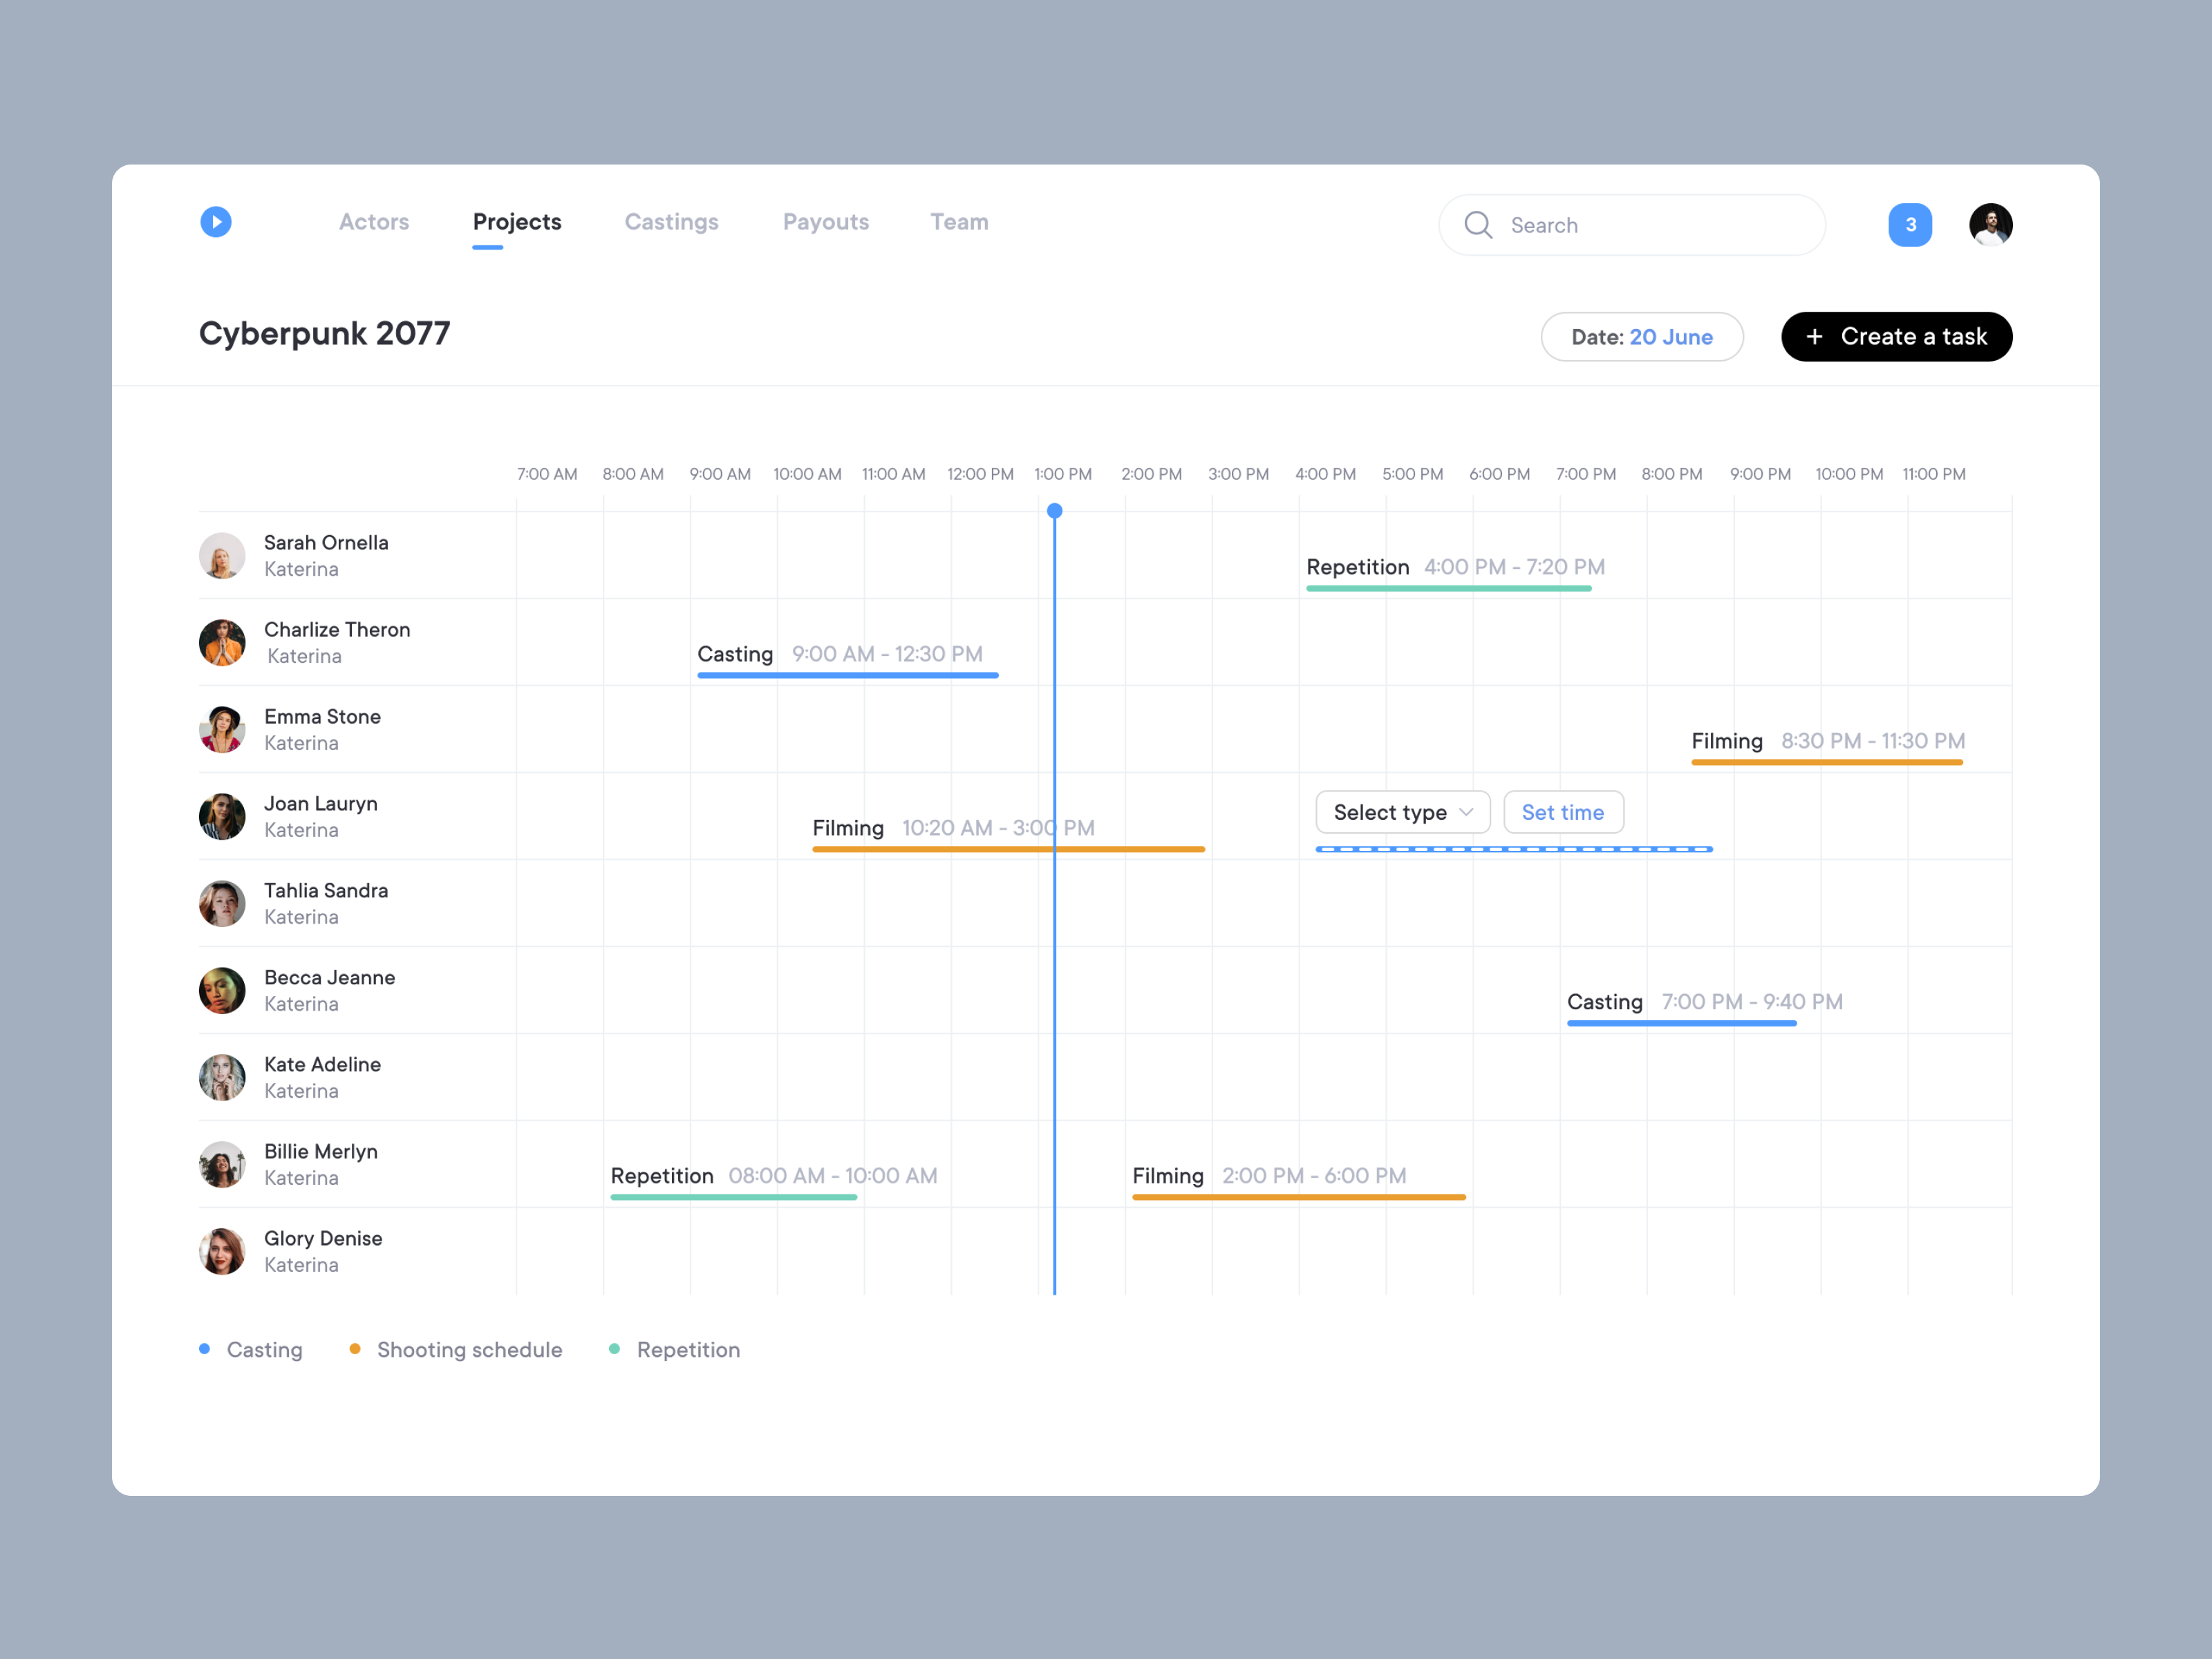 Actors Projects Castings Payouts Team Search 3
Cyberpunk 2077 Date: 20 June + Create a task
7:00 AM 8:00 AM 9:00 AM 10:00 AM 11:00 AM 12:00 PM 1:00 PM 2:00 PM 3:00 PM 4:00 PM 5:00 PM 6:00 PM 7:00 PM 8:00 PM 9:00 PM 10:00 PM 11:00 PM
Sarah Ornella
Katerina
Repetition 4:00 PM - 7:20 PM
Charlize Theron
Katerina
Casting 9:00 AM - 12:30 PM
Emma Stone
Katerina
Filming 8:30 PM - 11:30 PM
Joan Lauryn
Katerina
Filming 10:20 AM - 3:00 PM
Select type Set time
Tahlia Sandra
Katerina
Becca Jeanne
Katerina
Casting 7:00 PM - 9:40 PM
Kate Adeline
Katerina
Billie Merlyn
Katerina
Repetition 08:00 AM - 10:00 AM
Filming 2:00 PM - 6:00 PM
Glory Denise
Katerina
Casting Shooting schedule Repetition